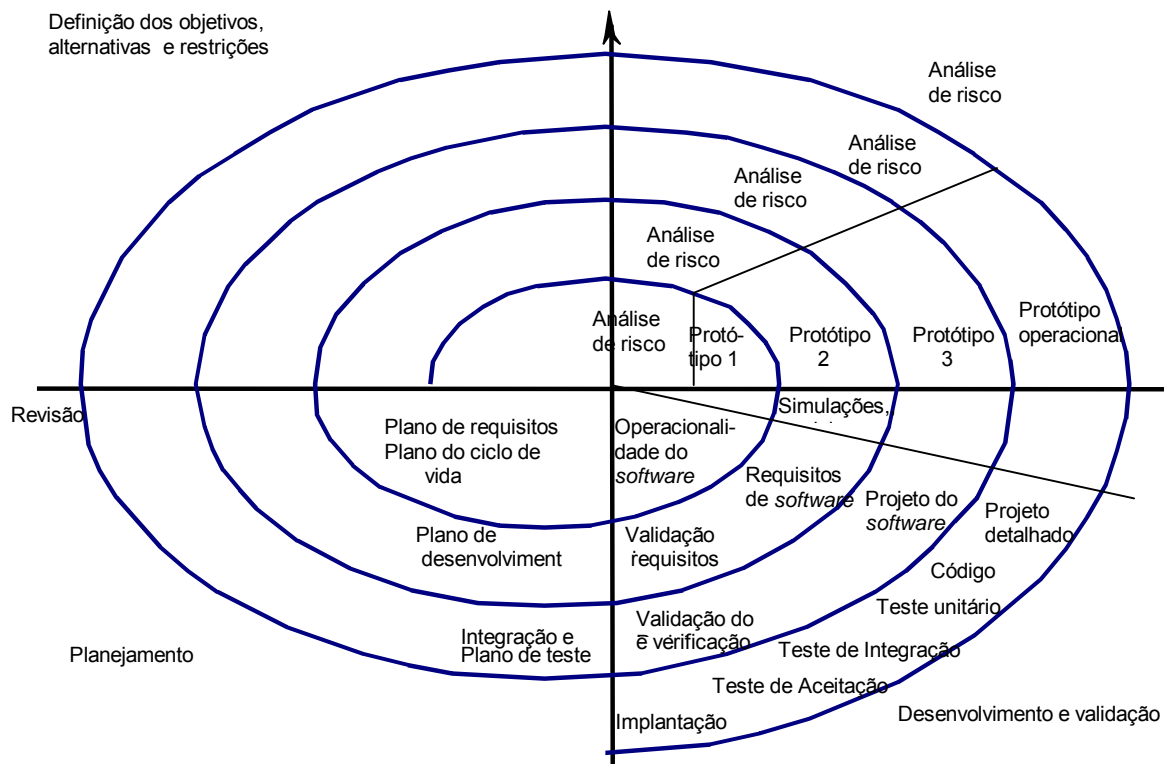 Definição dos objetivos,
alternativas e restrições
Análise
de risco
Análise
de risco
Análise
de risco
Análise
de risco
Análise
de risco
Protó-
tipo 1
Protótipo
2
Protótipo
3
Protótipo
operacional
Revisão
Simulações,
Plano de requisitos
Plano do ciclo de
vida
Operacionali-
dade do
software
Requisitos
de software
Projeto do
software
Projeto
detalhado
Plano de
desenvolviment
Validação
requisitos
Código
Teste unitário
Integração e
Plano de teste
Validação do
e verificação
Teste de Integração
Planejamento
Teste de Aceitação
Implantação
Desenvolvimento e validação